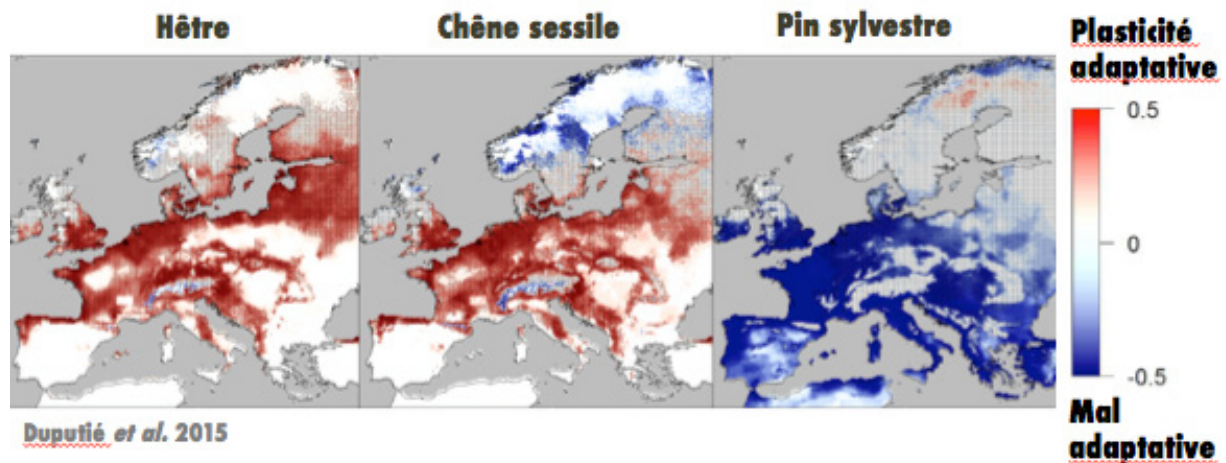 Hêtre
Chêne sessile
Pin sylvestre
Plasticité
adaptative
0.5
0
-0.5
Mal
adaptative
Duputié et al. 2015